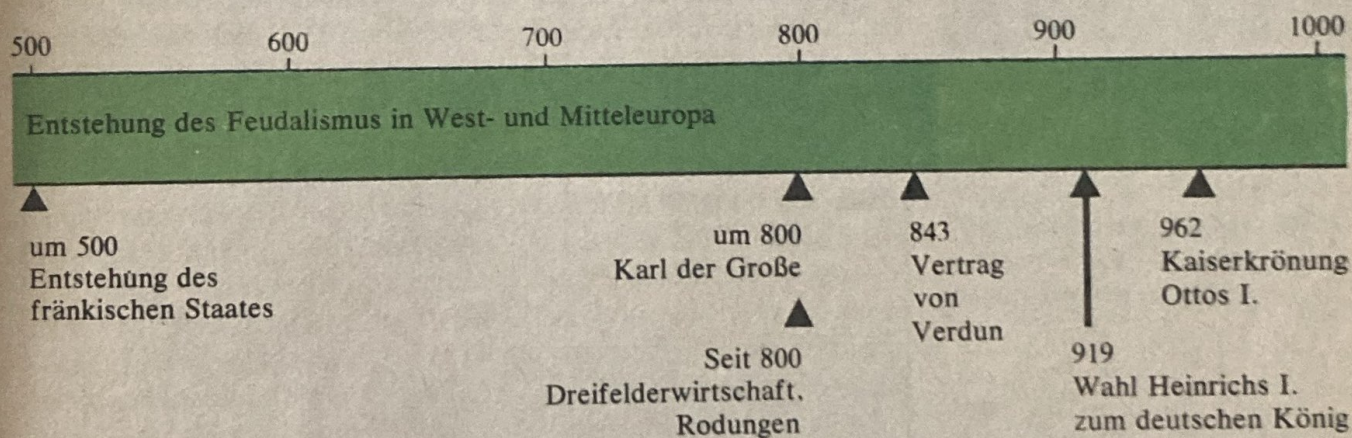 500 600 700 800 900 1000
Entstehung des Feudalismus in West- und Mitteleuropa
um 500
Entstehung des
fränkischen Staates
um 800
Karl der Große
Seit 800
Dreifelderwirtschaft,
Rodungen
843
Vertrag
von
Verdun
919
Wahl Heinrichs I.
zum deutschen König
962
Kaiserkrönung
Ottos I.